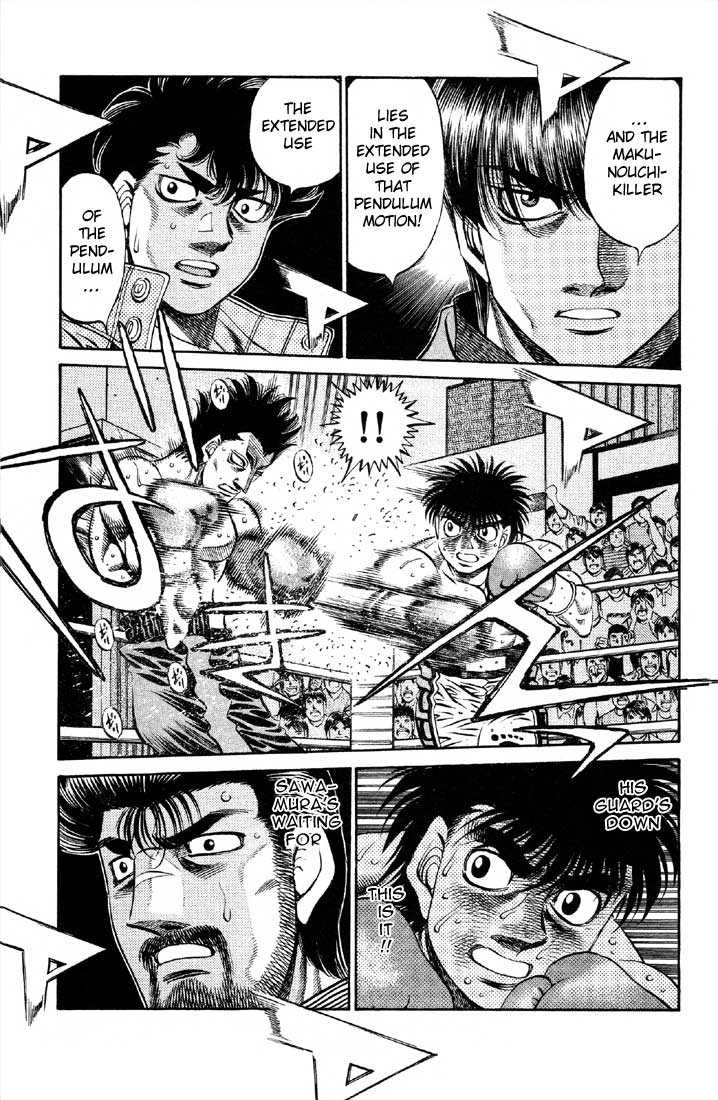 ...
AND THE
MAKU-
NOUCHI-
KILLER
LIES
IN THE
EXTENDED
USE OF
THAT
PENDULUM
MOTION!
THE
EXTENDED
USE
OF
THE
PEND-
ULUM
...
!!
HIS
GUARD'S
DOWN
THIS
IS
IT!!
SAWA-
MURA'S
WAITING
FOR